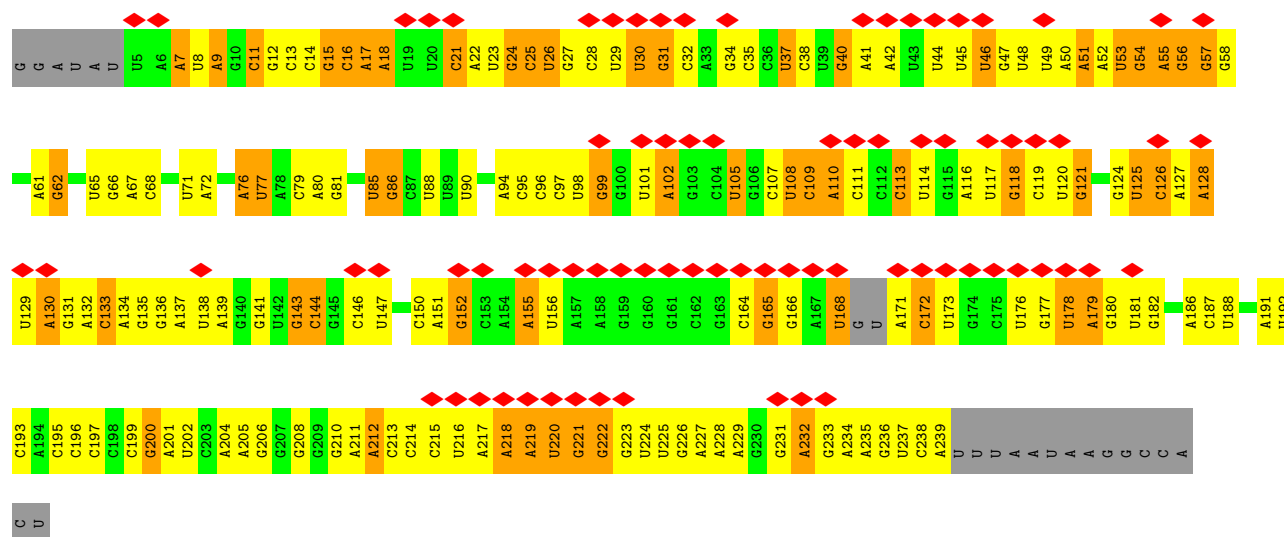 G G A U A U U5 A6 A7 U8 A9 G10 C11 G12 C13 C14 G15 C16 A17 A18 U19 U20 C21 A22 U23 G24 C25 U26 G27 C28 U29 U30 G31 C32 A33 G34 C35 C36 U37 C38 U39 G40 A41 A42 U43 U44 U45 U46 G47 U48 U49 A50 A51 A52 U53 G54 A55 G56 G57 G58
A61 G62 U65 G66 A67 C68 U71 A72 A76 U77 A78 C79 A80 G81 U85 G86 C87 U88 U89 U90 A94 C95 C96 C97 U98 G99 G100 U101 A102 G103 C104 U105 G106 C107 U108 C109 A110 C111 C112 C113 U114 G115 A116 U117 G118 C119 U120 G121 G124 U125 C126 A127 A128
U129 A130 G131 A132 C133 A134 G135 G136 A137 U138 A139 G140 G141 U142 G143 C144 G145 C146 U147 C150 A151 G152 C153 A154 A155 U156 A157 A158 G159 G160 G161 C162 G163 C164 G165 G166 A167 U168 G U A171 C172 U173 G174 C175 U176 G177 U178 A179 G180 U181 G182 A186 C187 U188 A191 U192
C193 A194 C195 C196 C197 C198 C199 G200 A201 U202 C203 A204 A205 G206 G207 G208 G209 G210 A211 A212 C213 C214 C215 U216 A217 A218 A219 U220 G221 G222 G223 U224 U225 G226 A227 A228 A229 G230 G231 A232 G233 A234 A235 G236 U237 C238 A239 U U U A A U A A G G C C A
C U